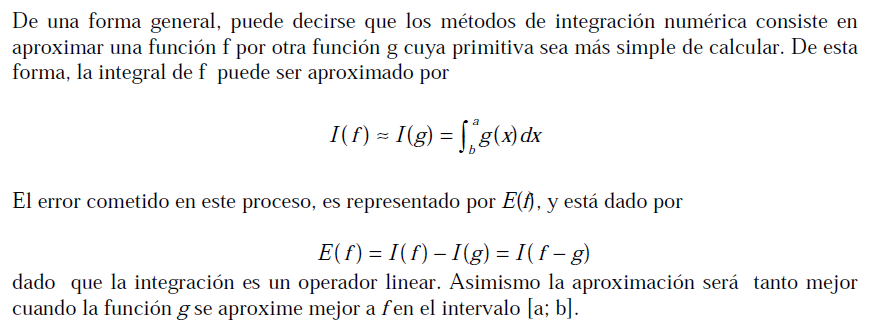 De una forma general, puede decirse que los métodos de integración numérica consiste en
aproximar una función f por otra función g cuya primitiva sea más simple de calcular. De esta
forma, la integral de f puede ser aproximado por
I(f) ≈ I(g) = ∫_b^a g(x) dx
El error cometido en este proceso, es representado por E(f), y está dado por
E(f) = I(f) − I(g) = I(f − g)
dado que la integración es un operador linear. Asimismo la aproximación será tanto mejor
cuando la función g se aproxime mejor a f en el intervalo [a; b].